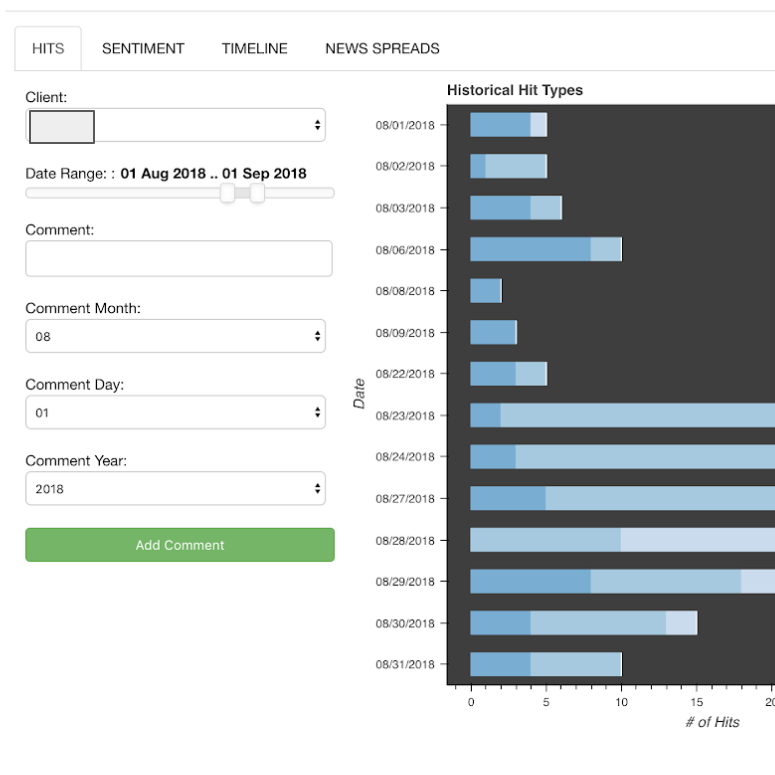 HITS SENTIMENT TIMELINE NEWS SPREADS
Client:
Date Range: : 01 Aug 2018 .. 01 Sep 2018
Comment:
Comment Month:
08
Comment Day:
01
Comment Year:
2018
Add Comment
Historical Hit Types
Date
08/01/2018
08/02/2018
08/03/2018
08/06/2018
08/08/2018
08/09/2018
08/22/2018
08/23/2018
08/24/2018
08/27/2018
08/28/2018
08/29/2018
08/30/2018
08/31/2018
0 5 10 15 20
# of Hits